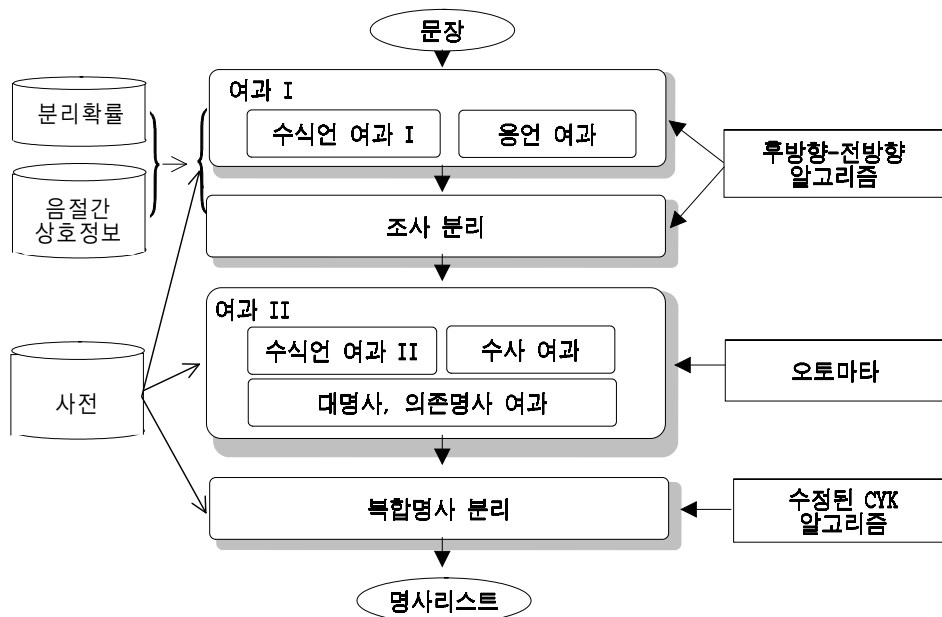 문장
여과 I
수식언 여과 I
용언 여과
분리확률
음절간
상호정보
후방향-전방향
알고리즘
조사 분리
여과 II
수식언 여과 II
수사 여과
대명사, 의존명사 여과
사전
오토마타
복합명사 분리
수정된 CYK
알고리즘
명사리스트